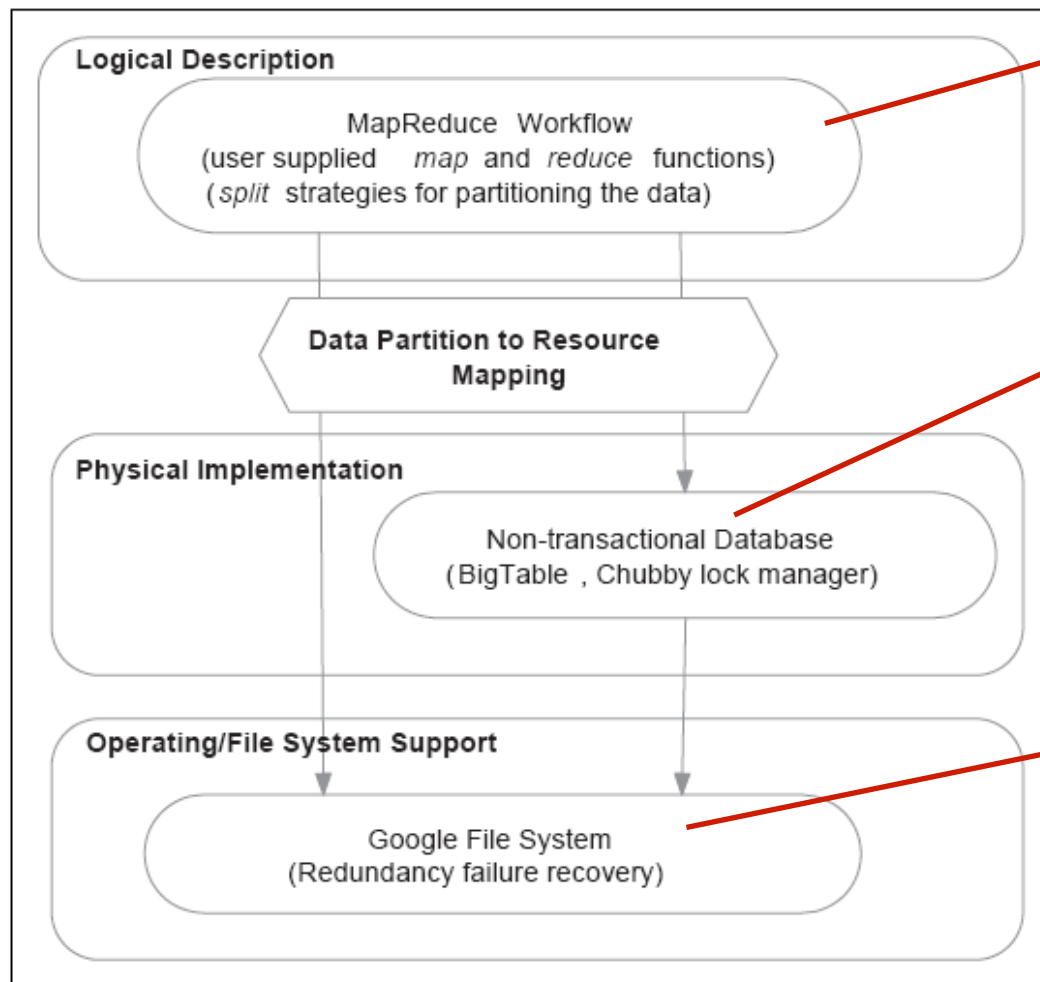 Logical Description
MapReduce Workflow
(user supplied map and reduce functions)
(split strategies for partitioning the data)
Data Partition to Resource
Mapping
Physical Implementation
Non-transactional Database
(BigTable , Chubby lock manager)
Operating/File System Support
Google File System
(Redundancy failure recovery)